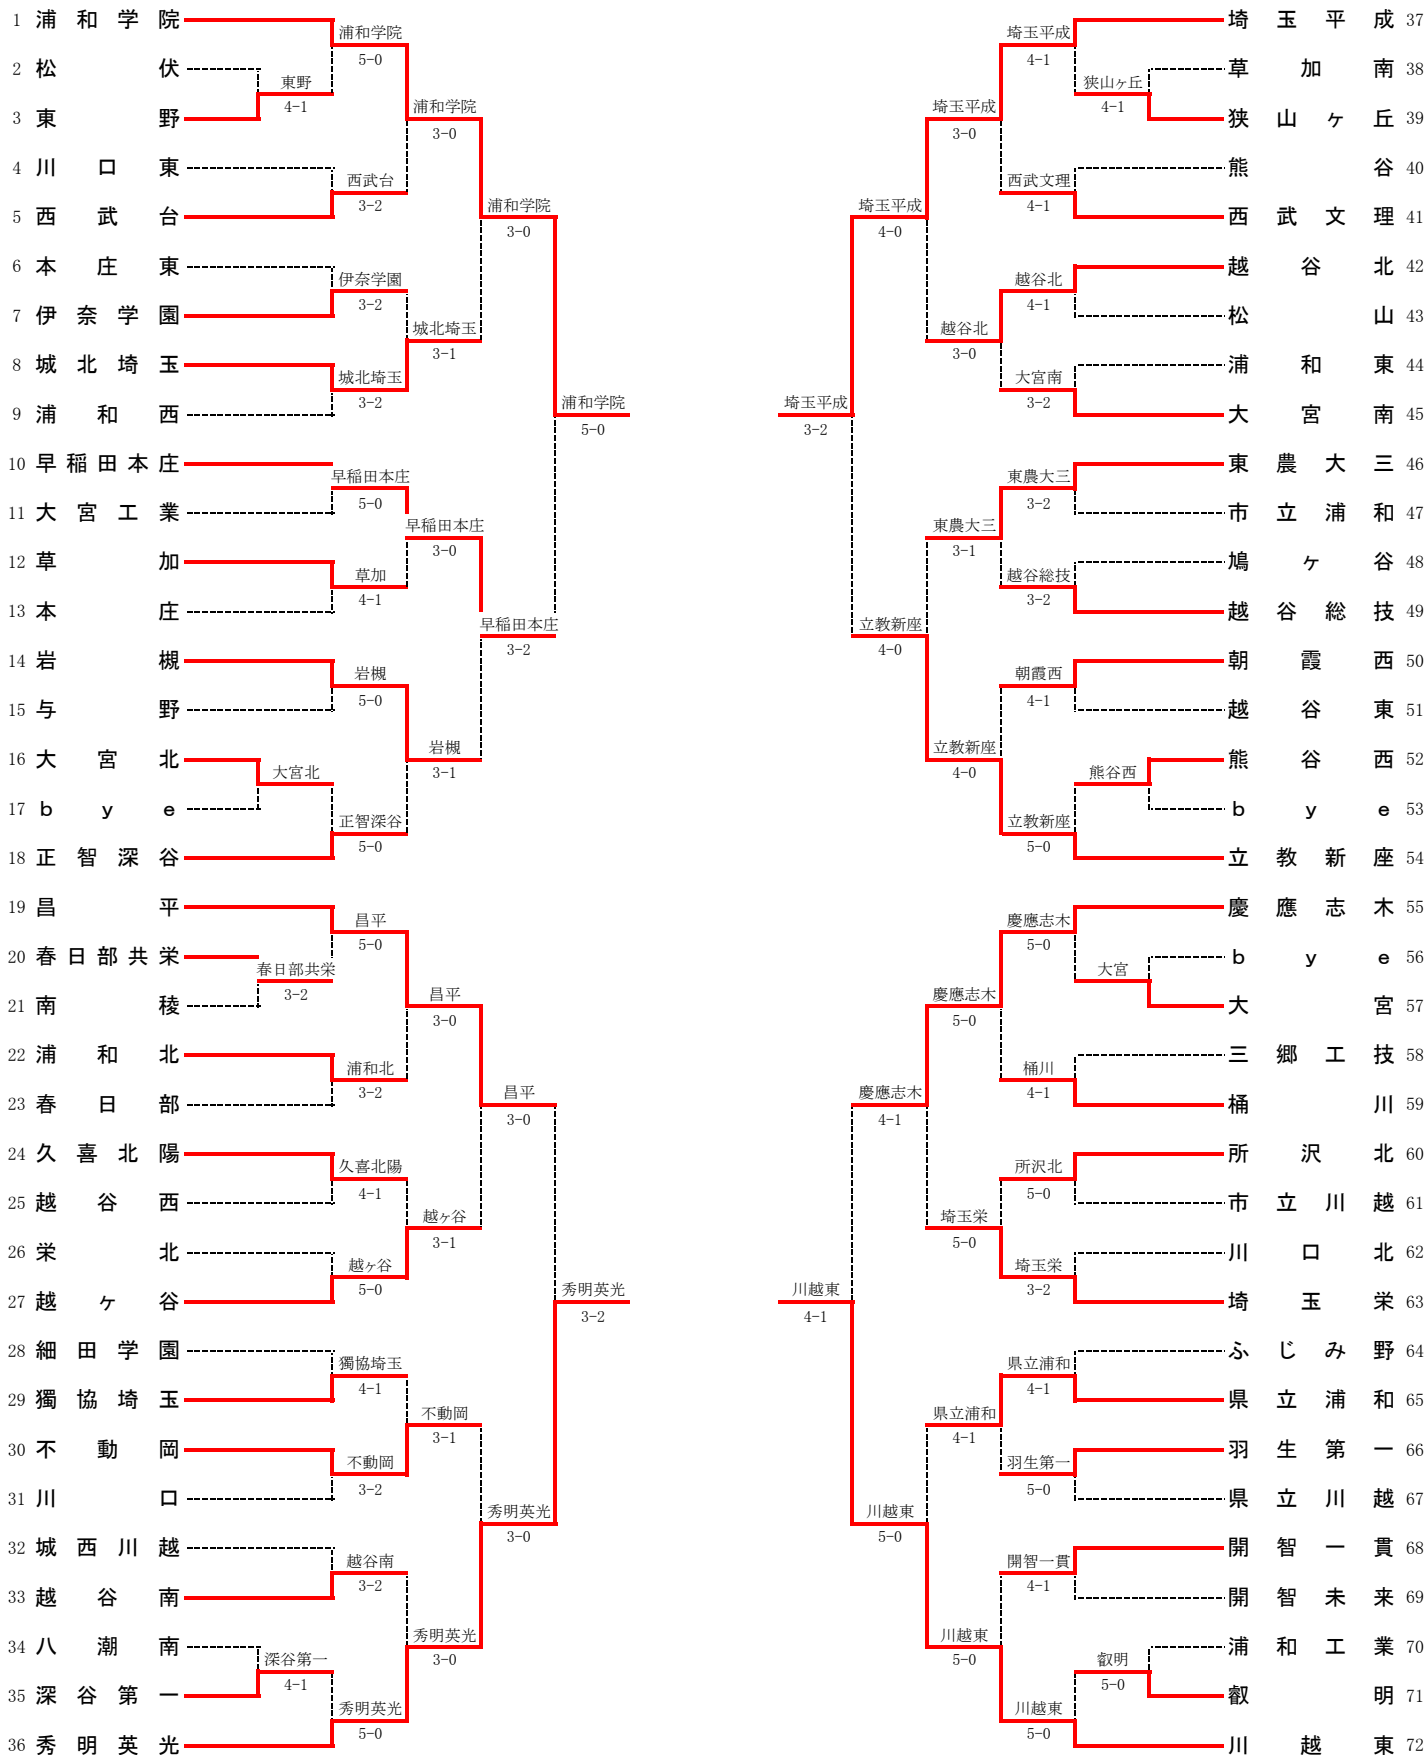 1 浦和学院
2 松伏
3 東野
4 川口東
5 西武台
6 本庄東
7 伊奈学園
8 城北埼玉
9 浦和西
10 早稲田本庄
11 大宮工業
12 草加
13 本庄
14 岩槻
15 与野
16 大宮北
17 bye
18 正智深谷
19 昌平
20 春日部共栄
21 南稜
22 浦和北
23 春日部
24 久喜北陽
25 越谷西
26 栄北
27 越ヶ谷
28 細田学園
29 獨協埼玉
30 不動岡
31 川口
32 城西川越
33 越谷南
34 八潮南
35 深谷第一
36 秀明英光
東野
4-1
大宮北
春日部共栄
3-2
深谷第一
4-1
浦和学院
5-0
西武台
3-2
伊奈学園
3-2
城北埼玉
3-2
早稲田本庄
5-0
草加
4-1
岩槻
5-0
正智深谷
5-0
昌平
5-0
浦和北
3-2
久喜北陽
4-1
越ヶ谷
5-0
獨協埼玉
4-1
不動岡
3-2
越谷南
3-2
秀明英光
5-0
浦和学院
3-0
城北埼玉
3-1
早稲田本庄
3-0
岩槻
3-1
昌平
3-0
越ヶ谷
3-1
不動岡
3-1
秀明英光
3-0
浦和学院
3-0
早稲田本庄
3-2
昌平
3-0
秀明英光
3-0
浦和学院
5-0
秀明英光
3-2
埼玉平成
3-2
川越東
4-1
埼玉平成
4-0
立教新座
4-0
慶應志木
4-1
川越東
5-0
埼玉平成
3-0
越谷北
3-0
東農大三
3-1
立教新座
4-0
慶應志木
5-0
埼玉栄
5-0
県立浦和
4-1
川越東
5-0
埼玉平成
4-1
西武文理
4-1
越谷北
4-1
大宮南
3-2
東農大三
3-2
越谷総技
3-2
朝霞西
4-1
立教新座
5-0
慶應志木
5-0
桶川
4-1
所沢北
5-0
埼玉栄
3-2
県立浦和
4-1
羽生第一
5-0
開智一貫
4-1
川越東
5-0
狭山ヶ丘
4-1
熊谷西
大宮
叡明
5-0
埼玉平成 37
草加南 38
狭山ヶ丘 39
熊谷 40
西武文理 41
越谷北 42
松山 43
浦和東 44
大宮南 45
東農大三 46
市立浦和 47
鳩ヶ谷 48
越谷総技 49
朝霞西 50
越谷東 51
熊谷西 52
bye 53
立教新座 54
慶應志木 55
bye 56
大宮 57
三郷工技 58
桶川 59
所沢北 60
市立川越 61
川口北 62
埼玉栄 63
ふじみ野 64
県立浦和 65
羽生第一 66
県立川越 67
開智一貫 68
開智未来 69
浦和工業 70
叡明 71
川越東 72